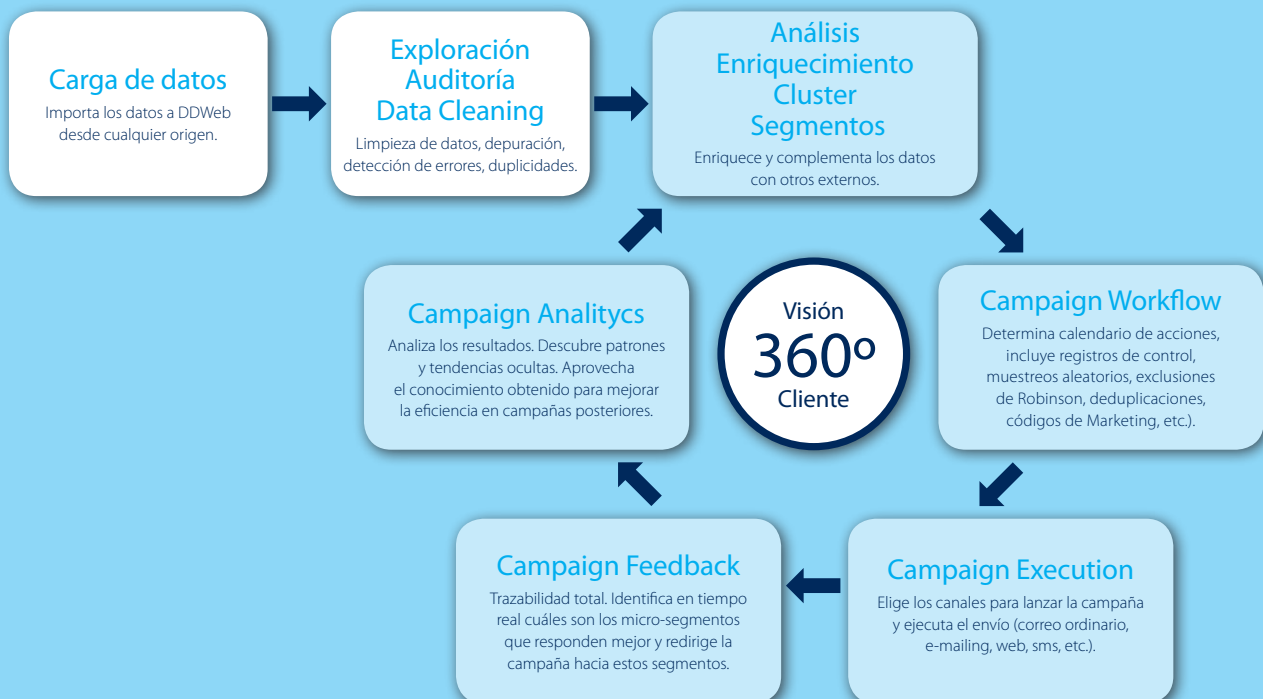 Carga de datos
Importa los datos a DDWeb
desde cualquier origen.
Exploración
Auditoría
Data Cleaning
Limpieza de datos, depuración,
detección de errores, duplicidades.
Análisis
Enriquecimiento
Cluster
Segmentos
Enriquece y complementa los datos
con otros externos.
Campaign Analitycs
Analiza los resultados. Descubre patrones
y tendencias ocultas. Aprovecha
el conocimiento obtenido para mejorar
la eficiencia en campañas posteriores.
Visión
360º
Cliente
Campaign Workflow
Determina calendario de acciones,
incluye registros de control,
muestreos aleatorios, exclusiones
de Robinson, deduplicaciones,
códigos de Marketing, etc.).
Campaign Feedback
Trazabilidad total. Identifica en tiempo
real cuáles son los micro-segmentos
que responden mejor y redirige la
campaña hacia estos segmentos.
Campaign Execution
Elige los canales para lanzar la campaña
y ejecuta el envío (correo ordinario,
e-mailing, web, sms, etc.).